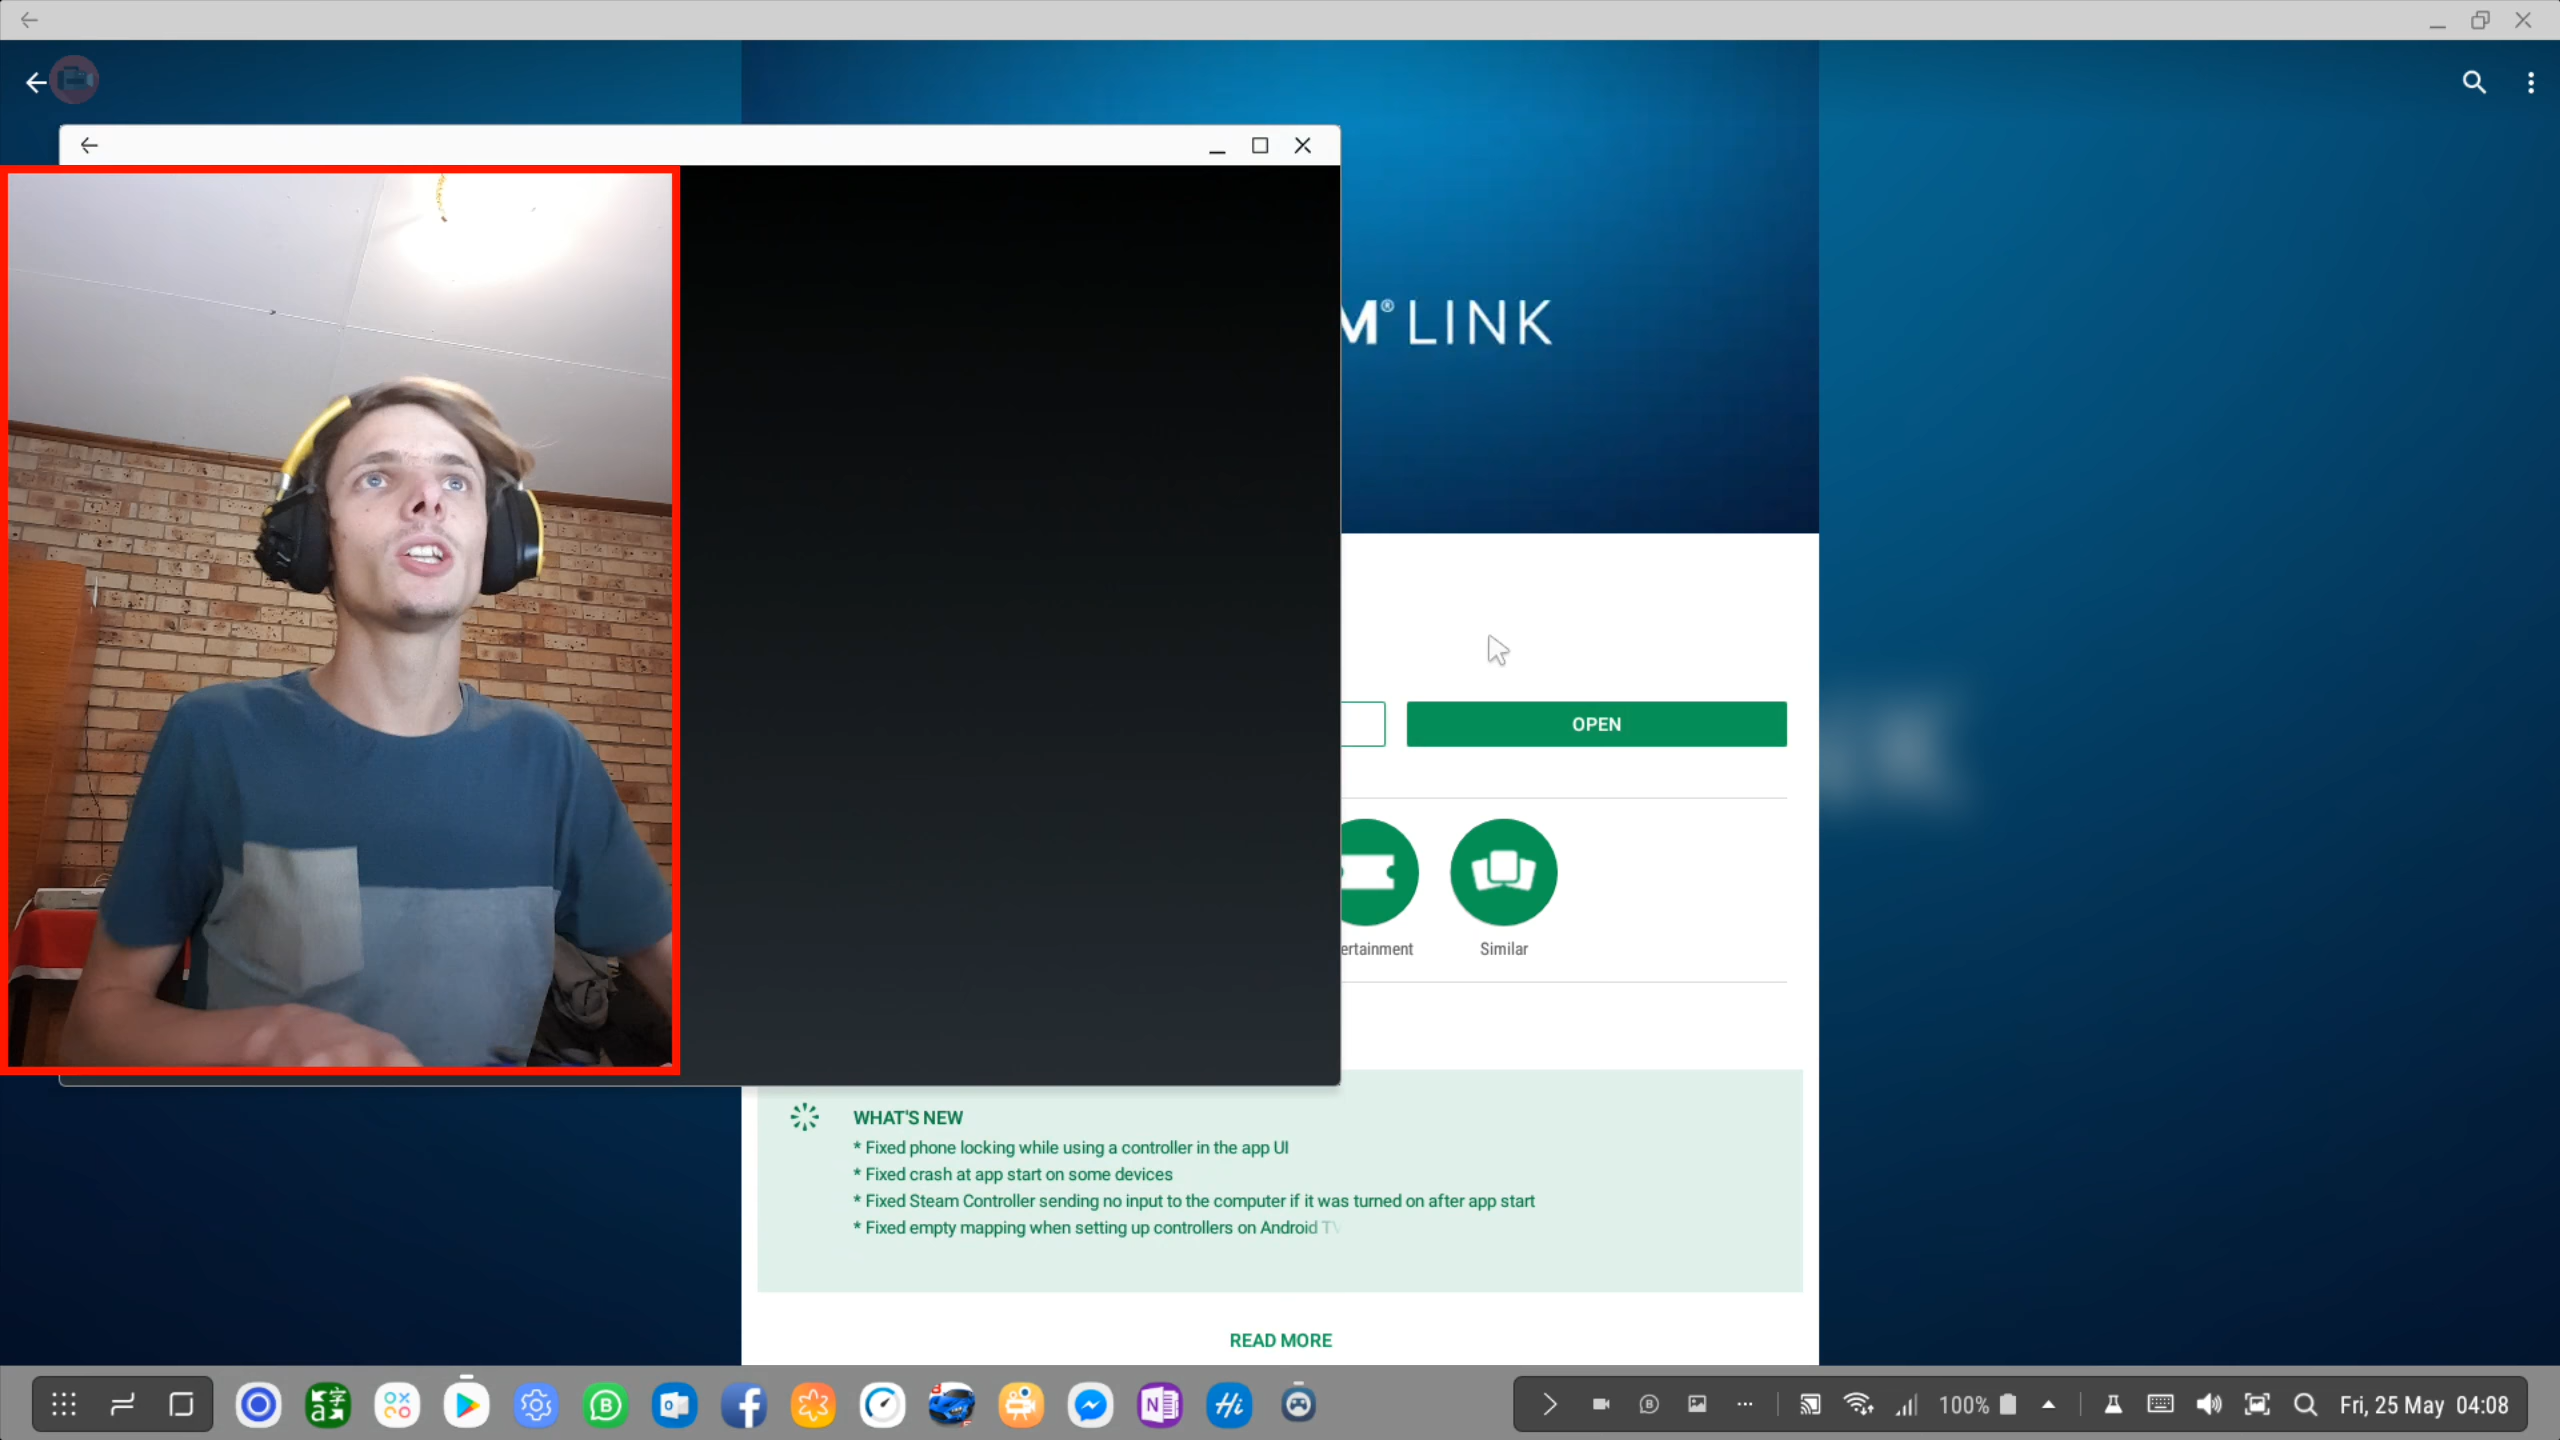 M® LINK
OPEN
ertainment
Similar
WHAT'S NEW
* Fixed phone locking while using a controller in the app UI
* Fixed crash at app start on some devices
* Fixed Steam Controller sending no input to the computer if it was turned on after app start
* Fixed empty mapping when setting up controllers on Android TV
READ MORE
字
a
B
O
f
N
Hi
B
100%
Fri, 25 May 04:08